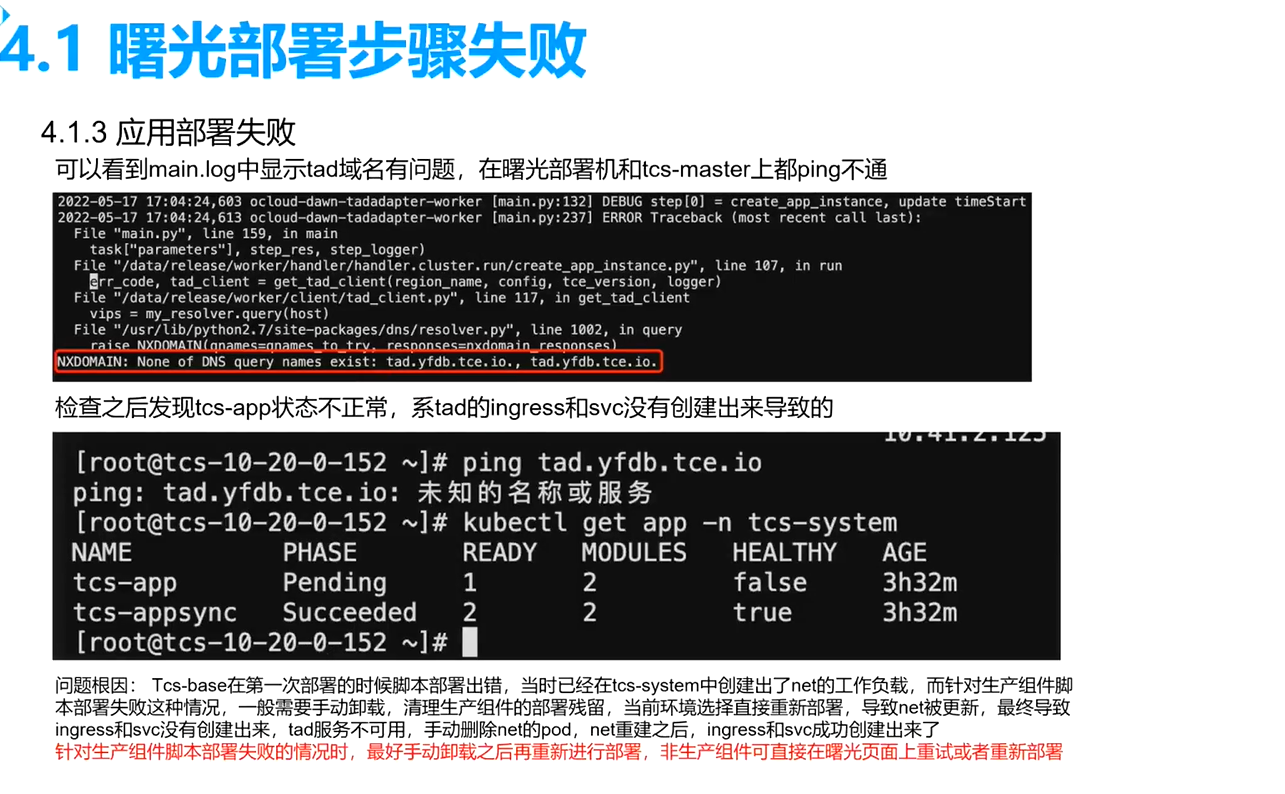 4.1 曙光部署步骤失败
4.1.3 应用部署失败
可以看到main.log中显示tad域名有问题，在曙光部署机和tcs-master上都ping不通
2022-05-17 17:04:24,603 ocloud-dawn-tadadapter-worker [main.py:132] DEBUG step[0] = create_app_instance, update timeStart
2022-05-17 17:04:24,613 ocloud-dawn-tadadapter-worker [main.py:237] ERROR Traceback (most recent call last):
File "main.py", line 159, in main
task["parameters"], step_res, step_logger)
File "/data/release/worker/handler/handler.cluster.run/create_app_instance.py", line 107, in run
err_code, tad_client = get_tad_client(region_name, config, tce_version, logger)
File "/data/release/worker/client/tad_client.py", line 117, in get_tad_client
vips = my_resolver.query(host)
File "/usr/lib/python2.7/site-packages/dns/resolver.py", line 1002, in query
raise NXDOMAIN(qnames=qnames_to_try, responses=nxdomain_responses)
NXDOMAIN: None of DNS query names exist: tad.yfdb.tce.io., tad.yfdb.tce.io.
检查之后发现tcs-app状态不正常，系tad的ingress和svc没有创建出来导致的
10.41.2.125
[root@tcs-10-20-0-152 ~]# ping tad.yfdb.tce.io
ping: tad.yfdb.tce.io: 未知的名称或服务
[root@tcs-10-20-0-152 ~]# kubectl get app -n tcs-system
NAME PHASE READY MODULES HEALTHY AGE
tcs-app Pending 1 2 false 3h32m
tcs-appsync Succeeded 2 2 true 3h32m
[root@tcs-10-20-0-152 ~]#
问题根因： Tcs-base在第一次部署的时候脚本部署出错，当时已经在tcs-system中创建出了net的工作负载，而针对生产组件脚
本部署失败这种情况，一般需要手动卸载，清理生产组件的部署残留，当前环境选择直接重新部署，导致net被更新，最终导致
ingress和svc没有创建出来，tad服务不可用，手动删除net的pod，net重建之后，ingress和svc成功创建出来了
针对生产组件脚本部署失败的情况时，最好手动卸载之后再重新进行部署，非生产组件可直接在曙光页面上重试或者重新部署